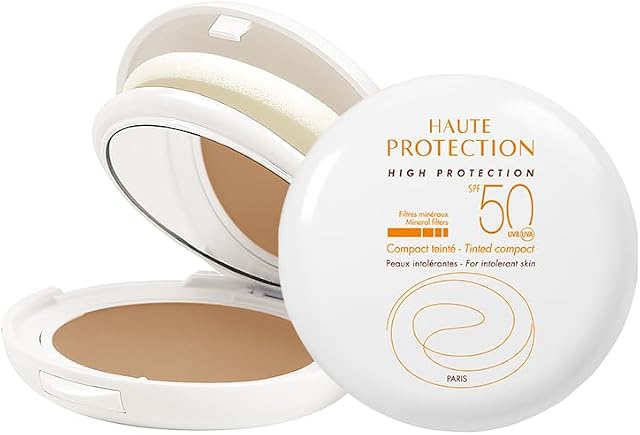 HAUTE
PROTECTION
HIGH PROTECTION
SPF 50
UVB UVA
Filtres minéraux
Mineral filters
Compact teinté - Tinted compact
Peaux intolérantes - For intolerant skin
PARIS